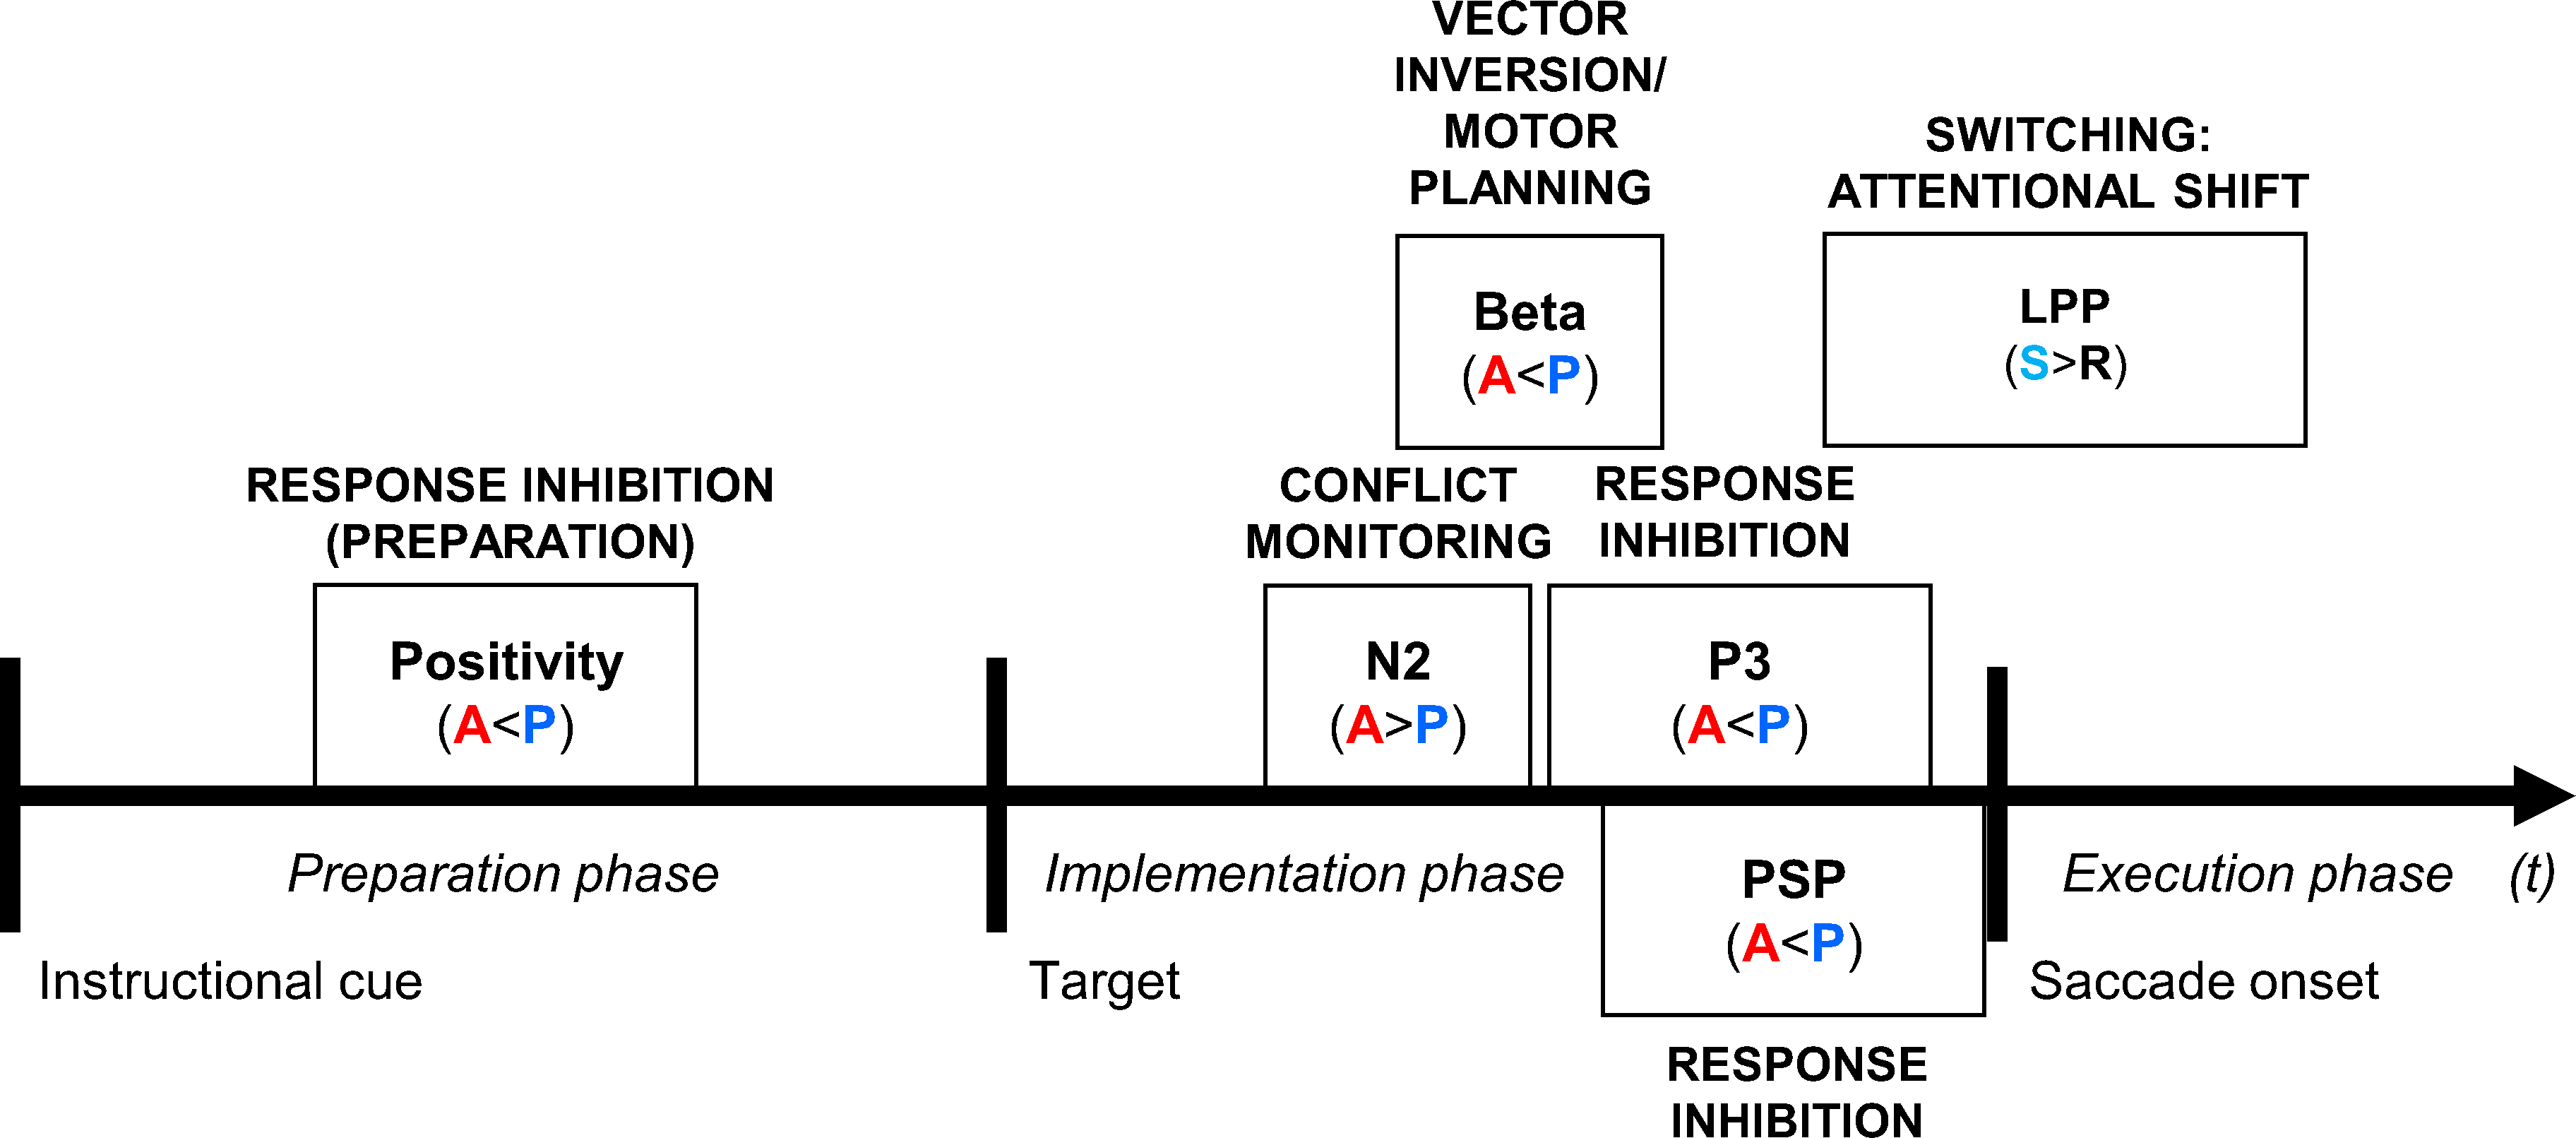 VECTOR
INVERSION/
MOTOR
PLANNING
Beta
(A<P)
SWITCHING:
ATTENTIONAL SHIFT
LPP
(S>R)
RESPONSE INHIBITION
(PREPARATION)
Positivity
(A<P)
CONFLICT
MONITORING
N2
(A>P)
RESPONSE
INHIBITION
P3
(A<P)
Preparation phase
Implementation phase
PSP
(A<P)
RESPONSE
INHIBITION
Execution phase
(t)
Instructional cue
Target
Saccade onset